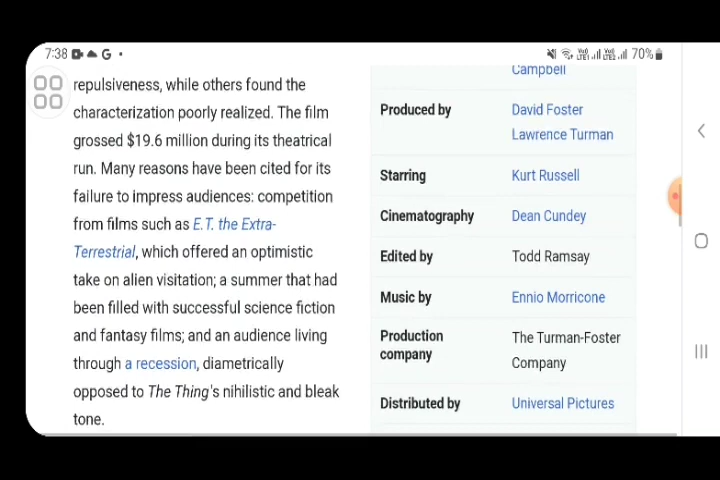 7:38 G 70%
repulsiveness, while others found the
characterization poorly realized. The film
grossed $19.6 million during its theatrical
run. Many reasons have been cited for its
failure to impress audiences: competition
from films such as E.T. the Extra-
Terrestrial, which offered an optimistic
take on alien visitation; a summer that had
been filled with successful science fiction
and fantasy films; and an audience living
through a recession, diametrically
opposed to The Thing's nihilistic and bleak
tone.
Campbell
Produced by David Foster
Lawrence Turman
Starring Kurt Russell
Cinematography Dean Cundey
Edited by Todd Ramsay
Music by Ennio Morricone
Production The Turman-Foster
company Company
Distributed by Universal Pictures